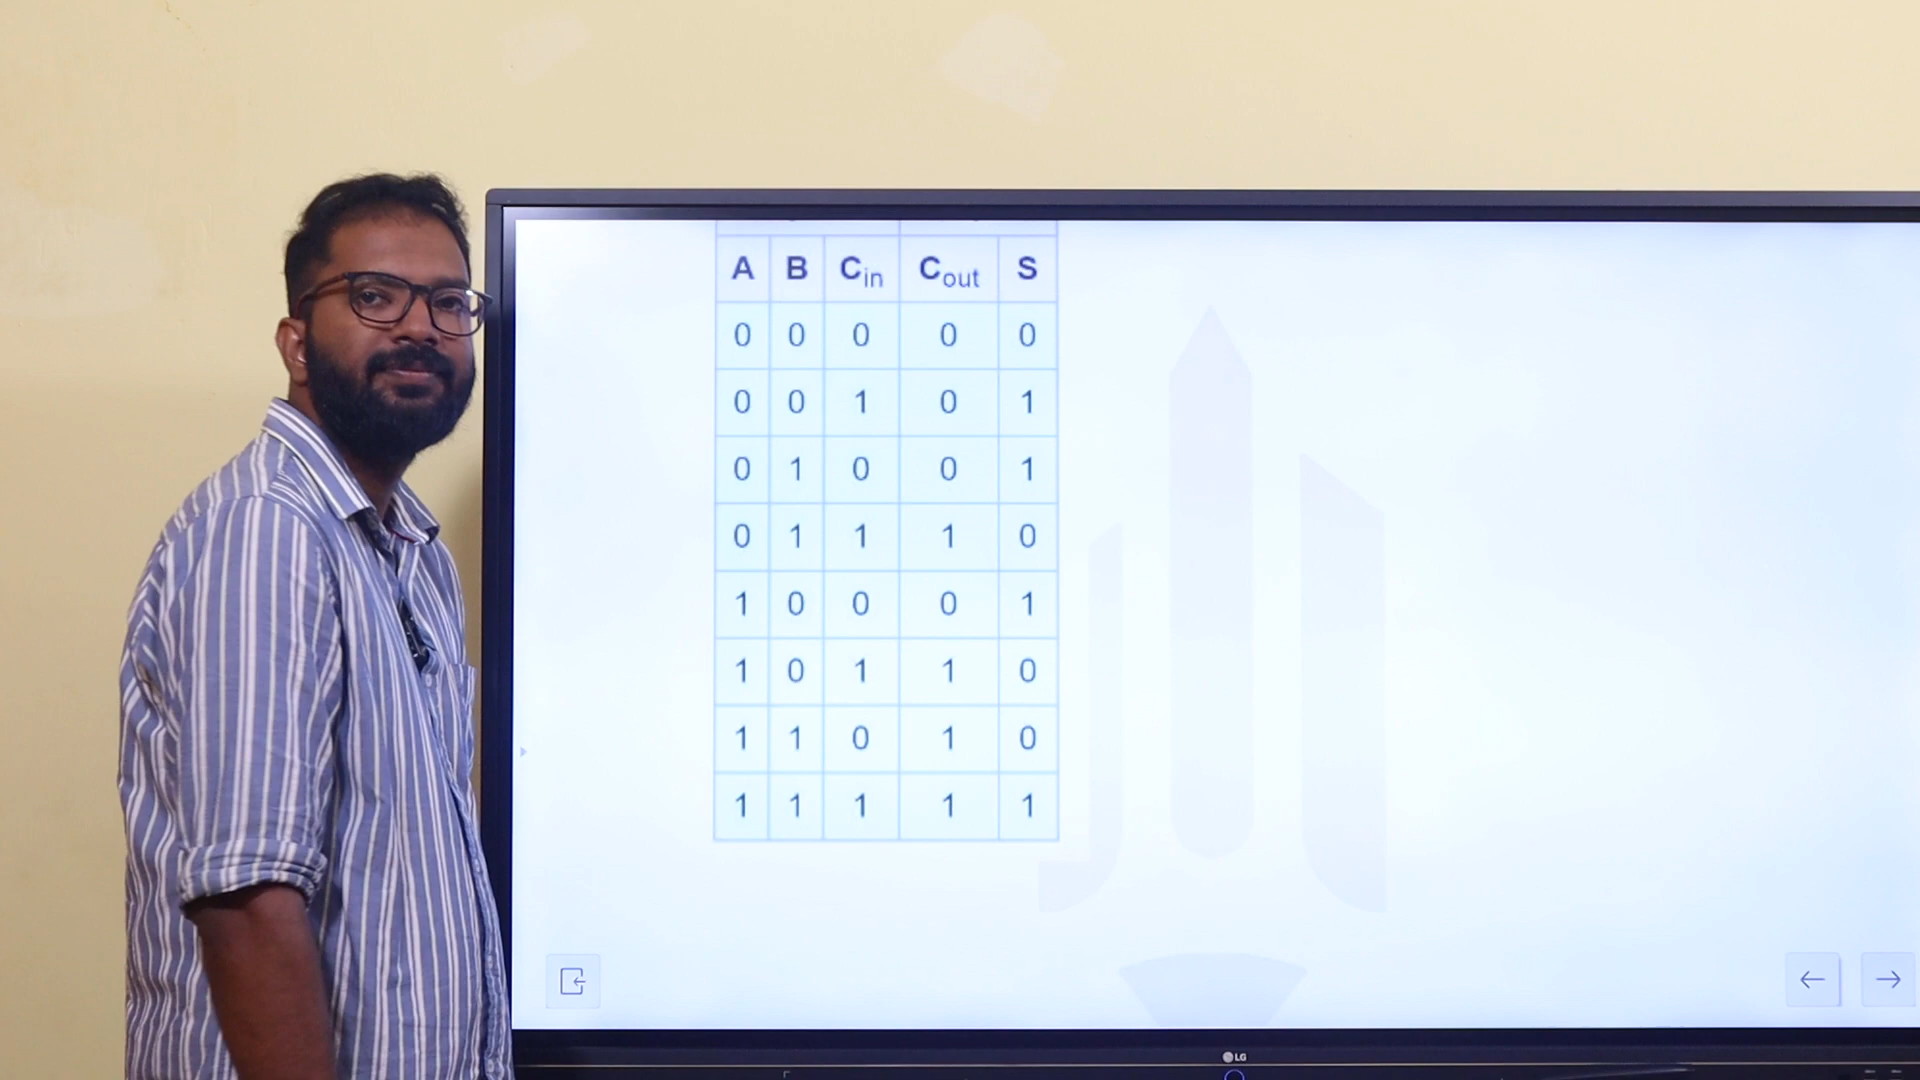 A B Cin Cout S
0 0 0 0 0
0 0 1 0 1
0 1 0 0 1
0 1 1 1 0
1 0 0 0 1
1 0 1 1 0
1 1 0 1 0
1 1 1 1 1
LG